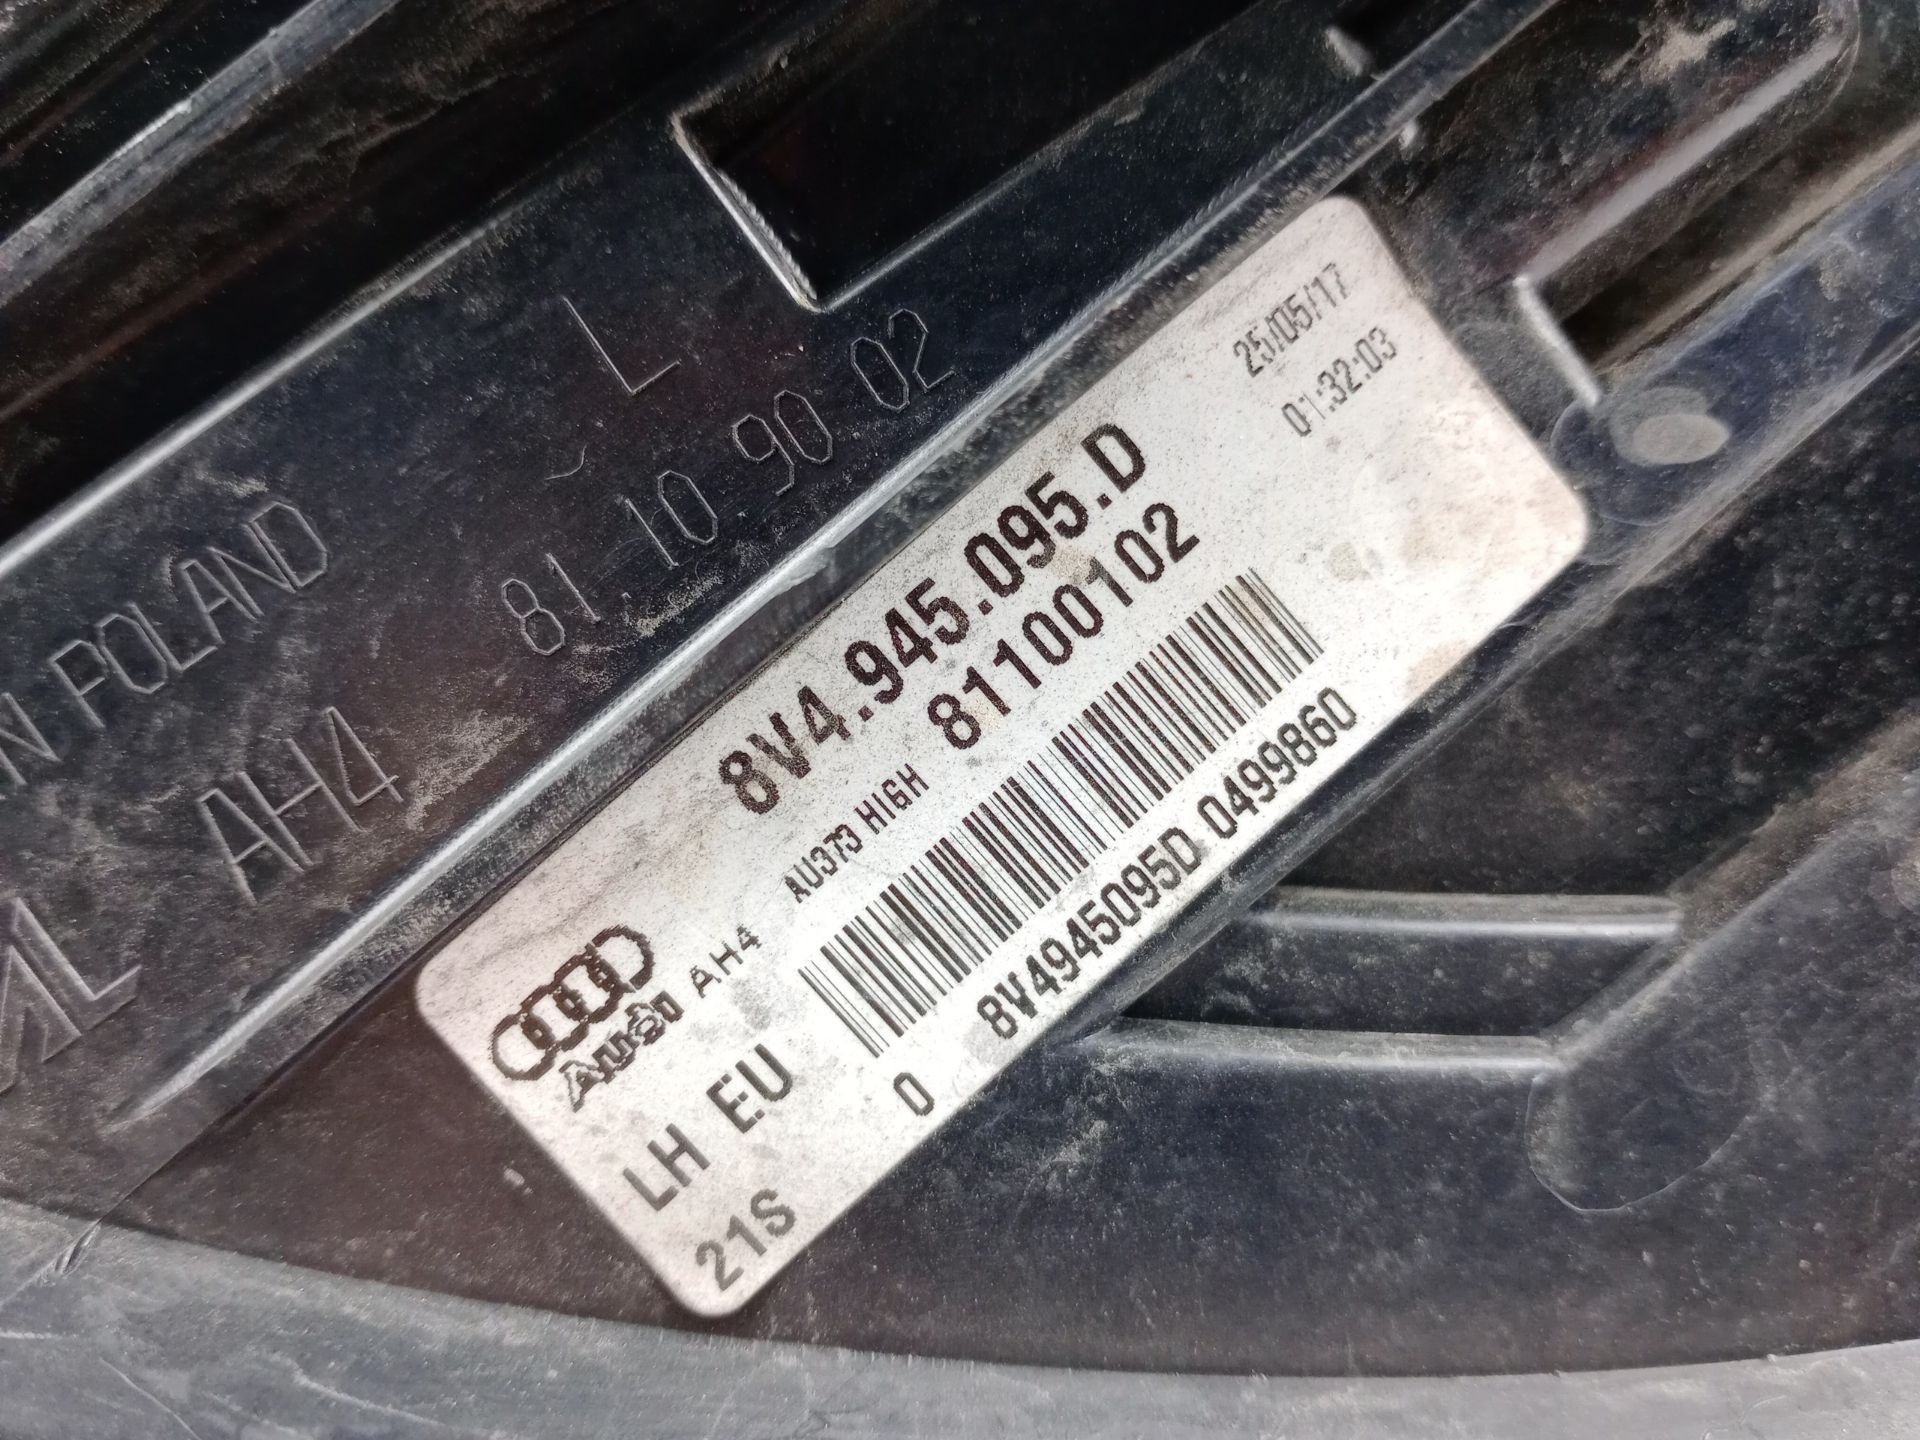 L
81.10 90 02
N POLAND
AH4
25/05/17
01:32:03
8V4.945.095.D
81100102
AU373 HIGH
AH4
Audi
LH EU
21S
0 8V4945095D 0499860